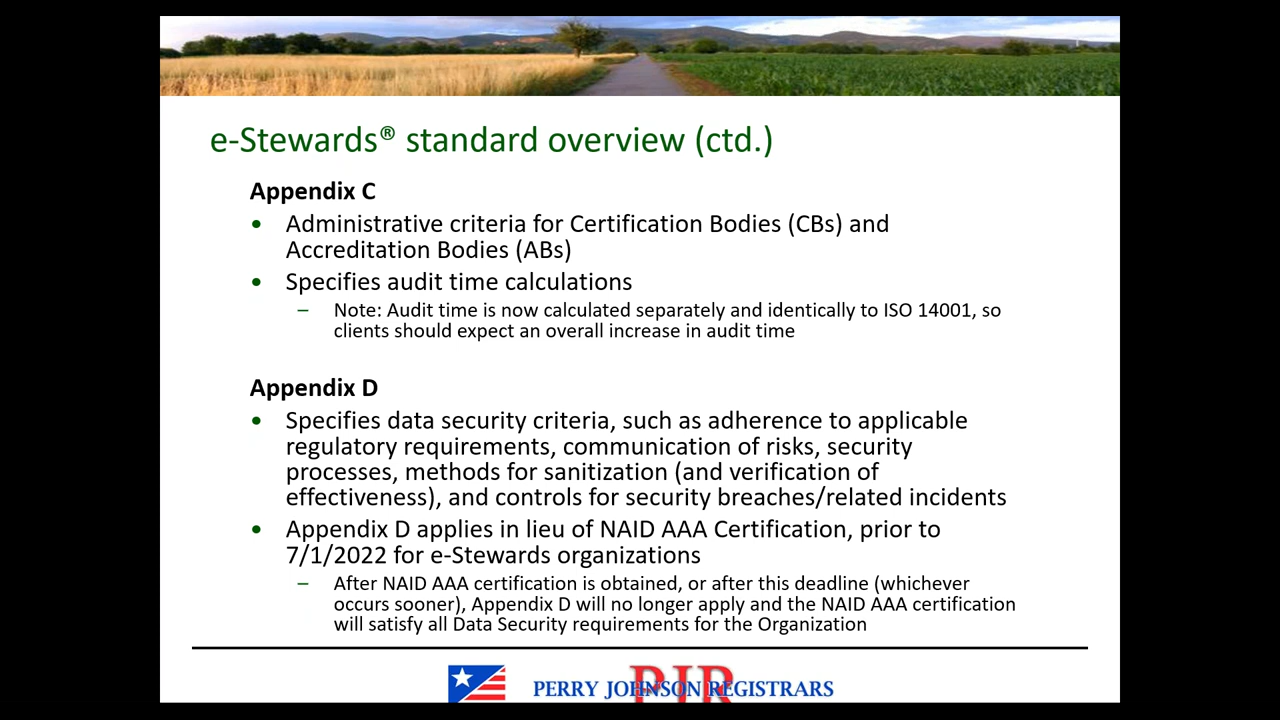 e-Stewards® standard overview (ctd.)
Appendix C
• Administrative criteria for Certification Bodies (CBs) and
Accreditation Bodies (ABs)
• Specifies audit time calculations
– Note: Audit time is now calculated separately and identically to ISO 14001, so
clients should expect an overall increase in audit time
Appendix D
• Specifies data security criteria, such as adherence to applicable
regulatory requirements, communication of risks, security
processes, methods for sanitization (and verification of
effectiveness), and controls for security breaches/related incidents
• Appendix D applies in lieu of NAID AAA Certification, prior to
7/1/2022 for e-Stewards organizations
– After NAID AAA certification is obtained, or after this deadline (whichever
occurs sooner), Appendix D will no longer apply and the NAID AAA certification
will satisfy all Data Security requirements for the Organization
PJR
PERRY JOHNSON REGISTRARS